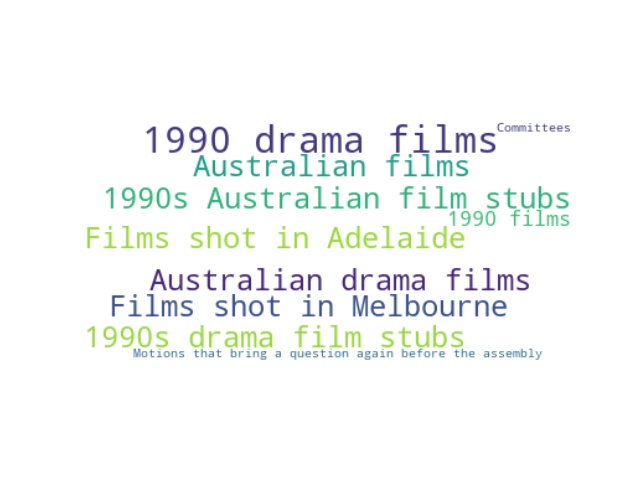 1990 drama films
Committees
Australian films
1990s Australian film stubs
1990 films
Films shot in Adelaide
Australian drama films
Films shot in Melbourne
1990s drama film stubs
Motions that bring a question again before the assembly